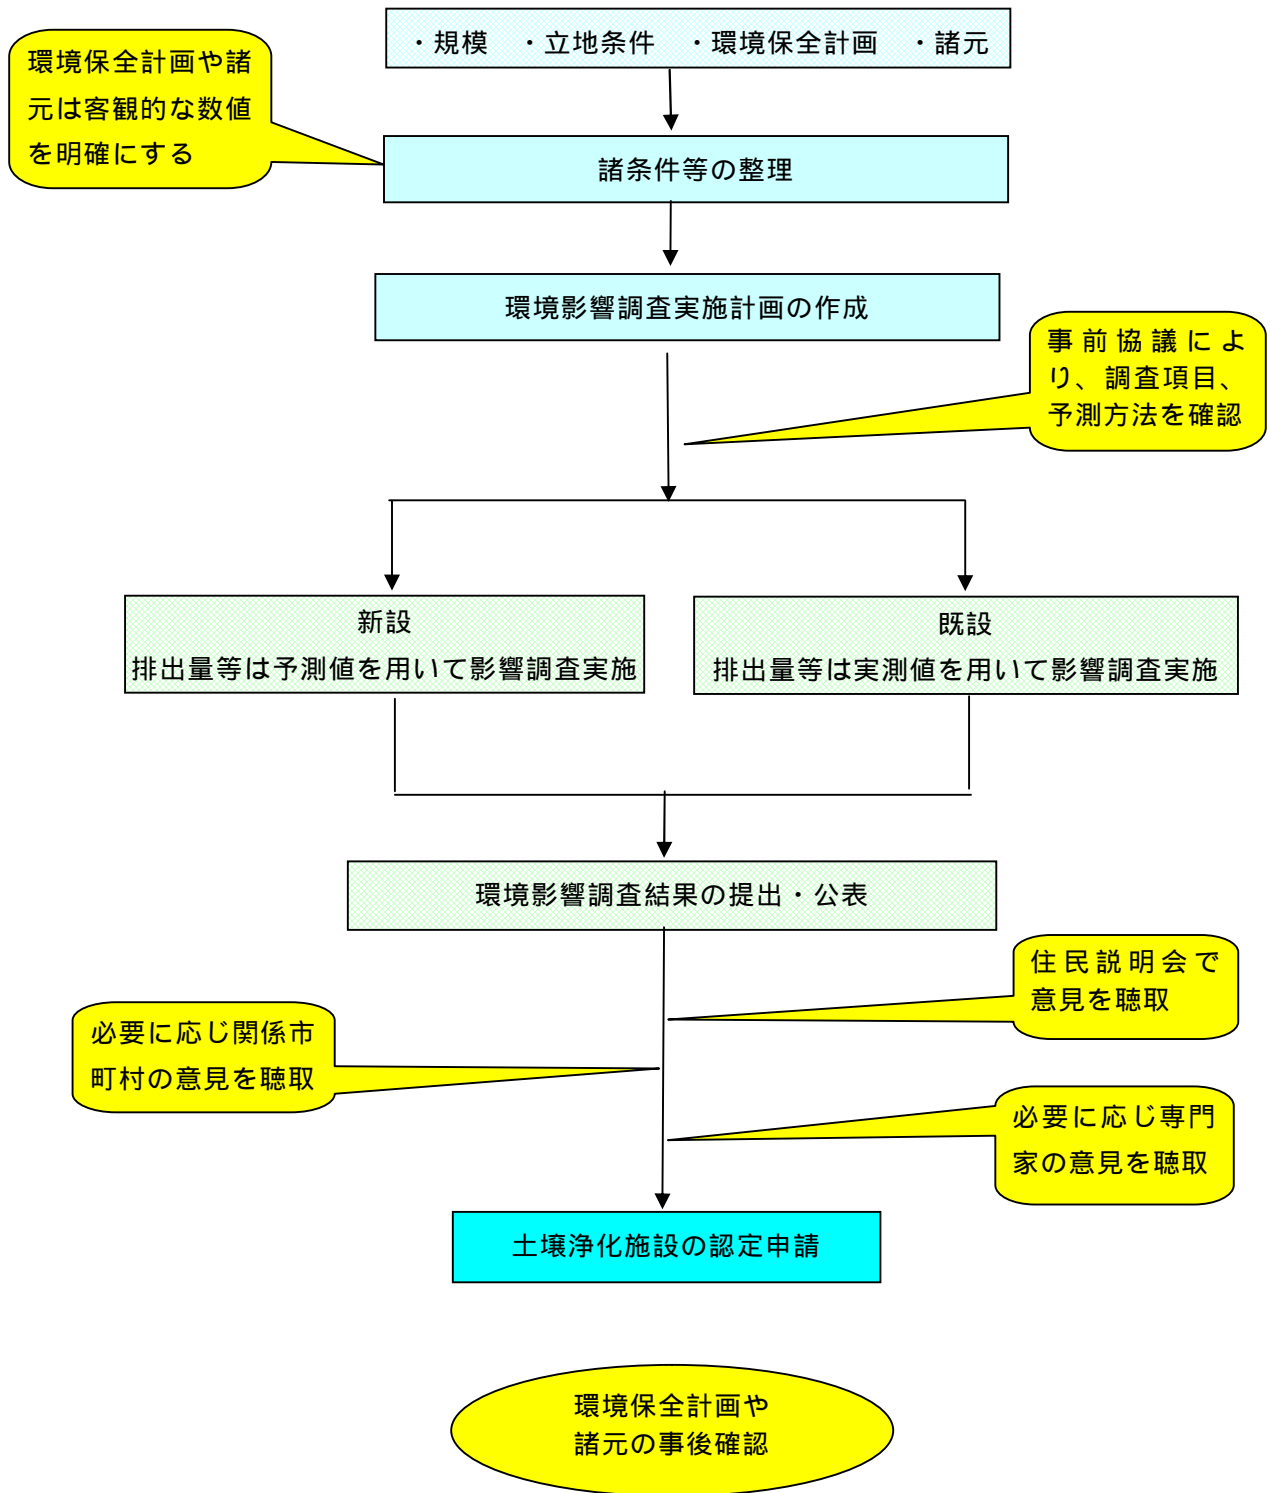 ・規模　・立地条件　・環境保全計画　・諸元
環境保全計画や諸
元は客観的な数値
を明確にする
諸条件等の整理
環境影響調査実施計画の作成
事前協議によ
り、調査項目、
予測方法を確認
新設
排出量等は予測値を用いて影響調査実施
既設
排出量等は実測値を用いて影響調査実施
環境影響調査結果の提出・公表
住民説明会で
意見を聴取
必要に応じ関係市
町村の意見を聴取
必要に応じ専門
家の意見を聴取
土壌浄化施設の認定申請
環境保全計画や
諸元の事後確認